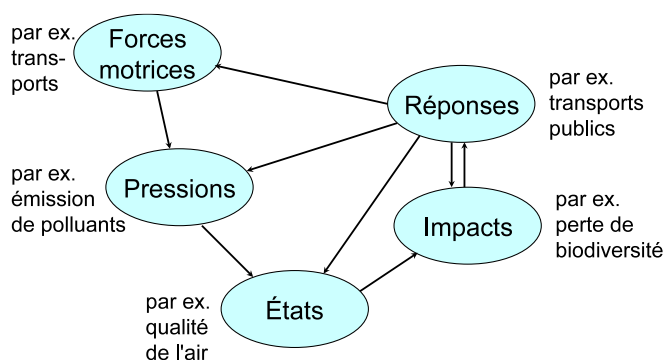 par ex.
trans-
ports
Forces
motrices
Réponses
par ex.
transports
publics
par ex.
émission
de polluants
Pressions
Impacts
par ex.
perte de
biodiversité
par ex.
qualité
de l'air
États